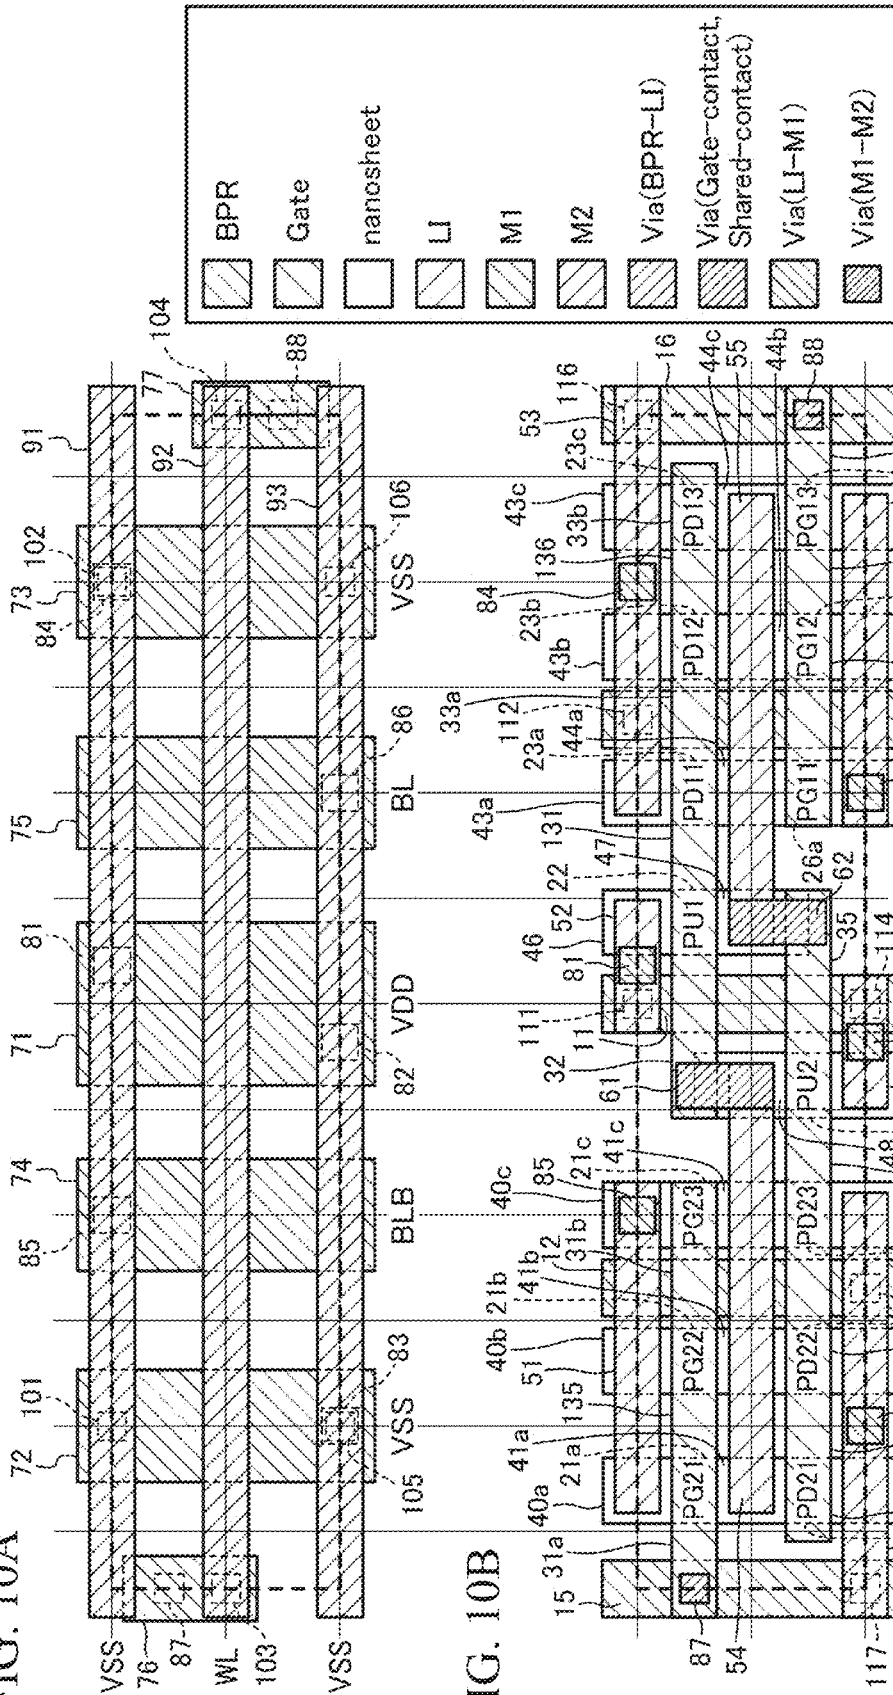 FIG. 10A
72
101
85
74
71
81
75
84
73
102
91
VSS
76
87
WL
103
VSS
92
77
104
88
93
83
105
VSS
BLB
82
VDD
86
BL
106
VSS
BPR
Gate
nanosheet
LI
M1
M2
Via(BPR-LI)
Via(Gate-contact,
Shared-contact)
Via(LI-M1)
Via(M1-M2)
FIG. 10B
15
31a
40a
21a
41a
135
51
40b
21b
41b
12
31b
40c
85
21c
41c
61
32
11
111
81
46
52
22
47
131
43a
23a
44a
112
33a
43b
23b
84
136
33b
43c
23c
53
116
16
44c
55
44b
88
87
54
117
PG21
PG22
PG23
PU1
PD11
PD12
PD13
PD21
PD22
PD23
PU2
PG11
PG12
PG13
48
35
114
62
26a